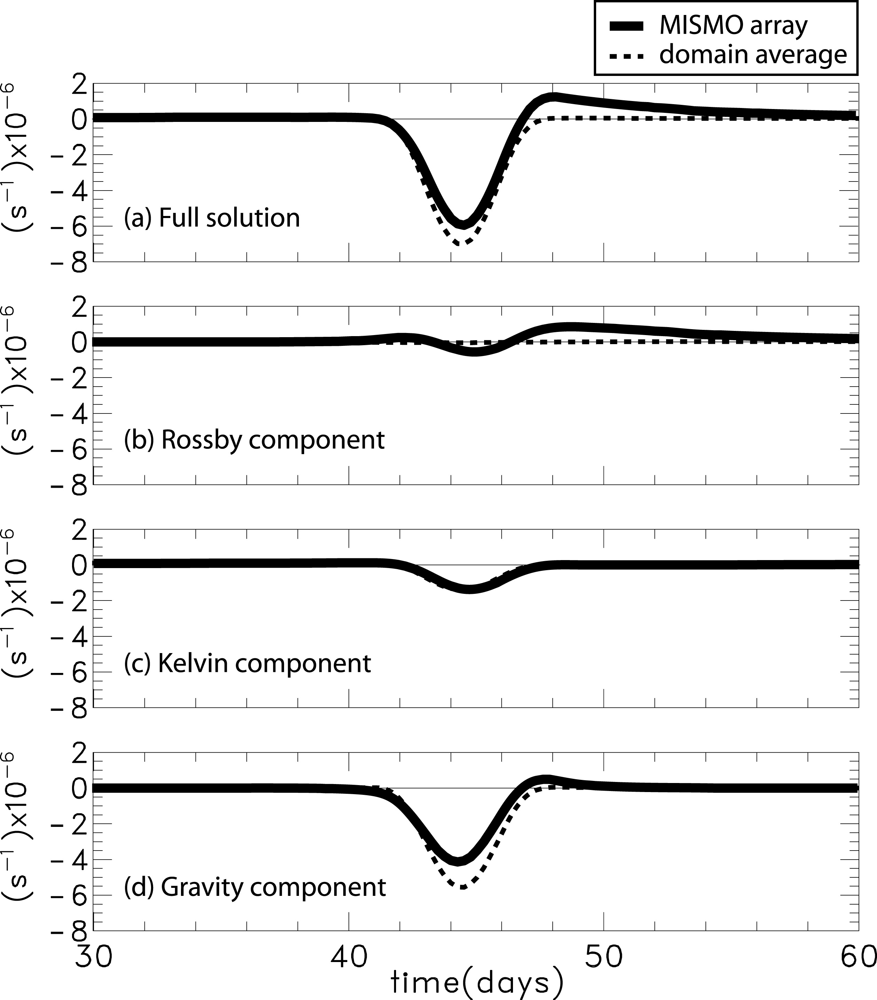 MISMO array
domain average
2
0
-2
-4
-6
-8
(s⁻¹)x10⁻⁶
(a) Full solution
2
0
-2
-4
-6
-8
(s⁻¹)x10⁻⁶
(b) Rossby component
2
0
-2
-4
-6
-8
(s⁻¹)x10⁻⁶
(c) Kelvin component
2
0
-2
-4
-6
-8
(s⁻¹)x10⁻⁶
(d) Gravity component
30 40 50 60
time(days)